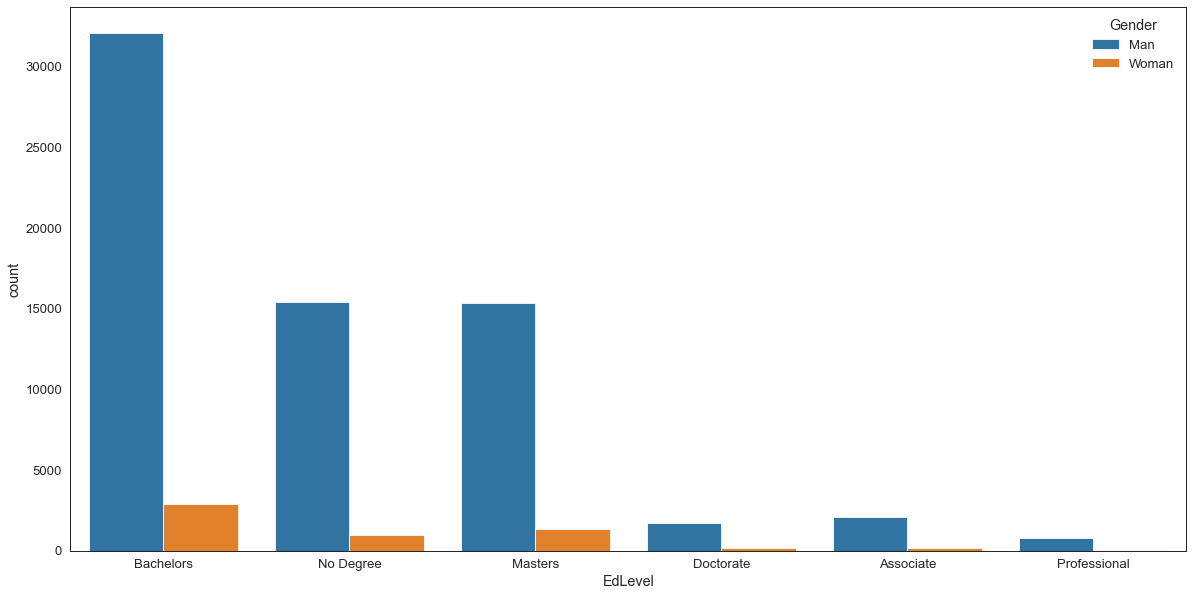 Gender
Man
Woman
30000
25000
20000
15000
10000
5000
0
count
Bachelors No Degree Masters Doctorate Associate Professional
EdLevel